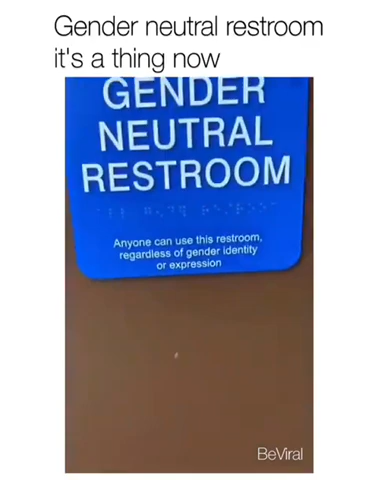 Gender neutral restroom
it's a thing now
GENDER
NEUTRAL
RESTROOM
Anyone can use this restroom,
regardless of gender identity
or expression
BeViral